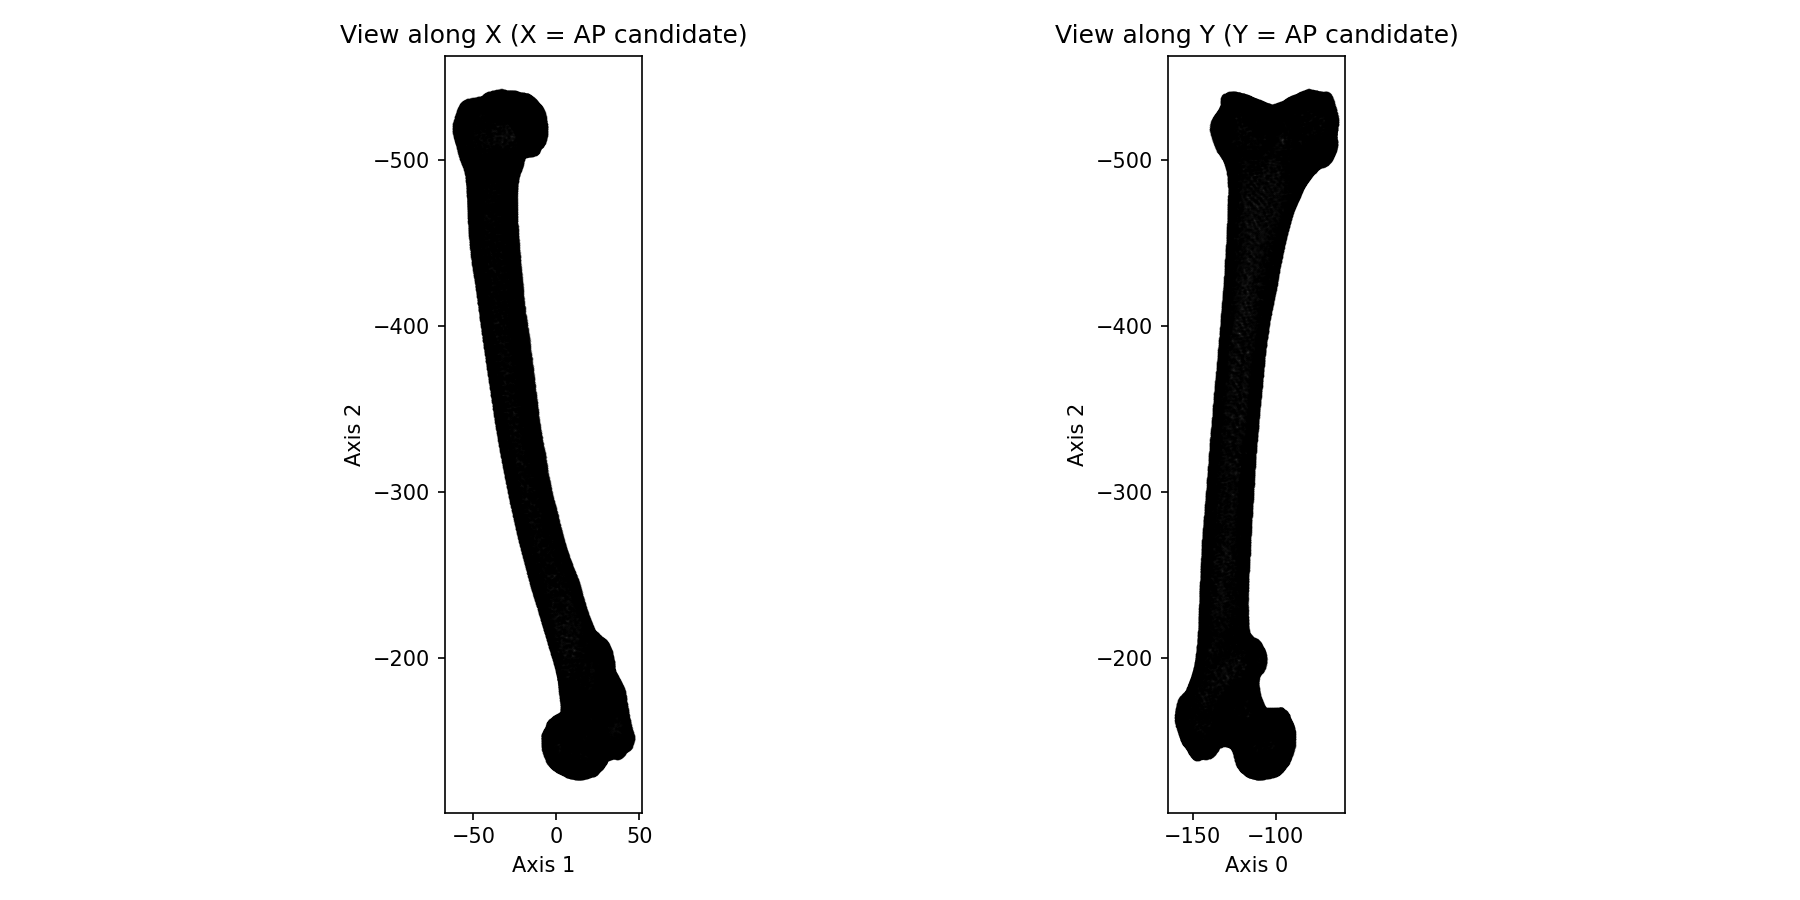 View along X (X = AP candidate)
View along Y (Y = AP candidate)
−500
−400
−300
−200
−50
0
50
Axis 1
Axis 2
−500
−400
−300
−200
−150
−100
Axis 0
Axis 2